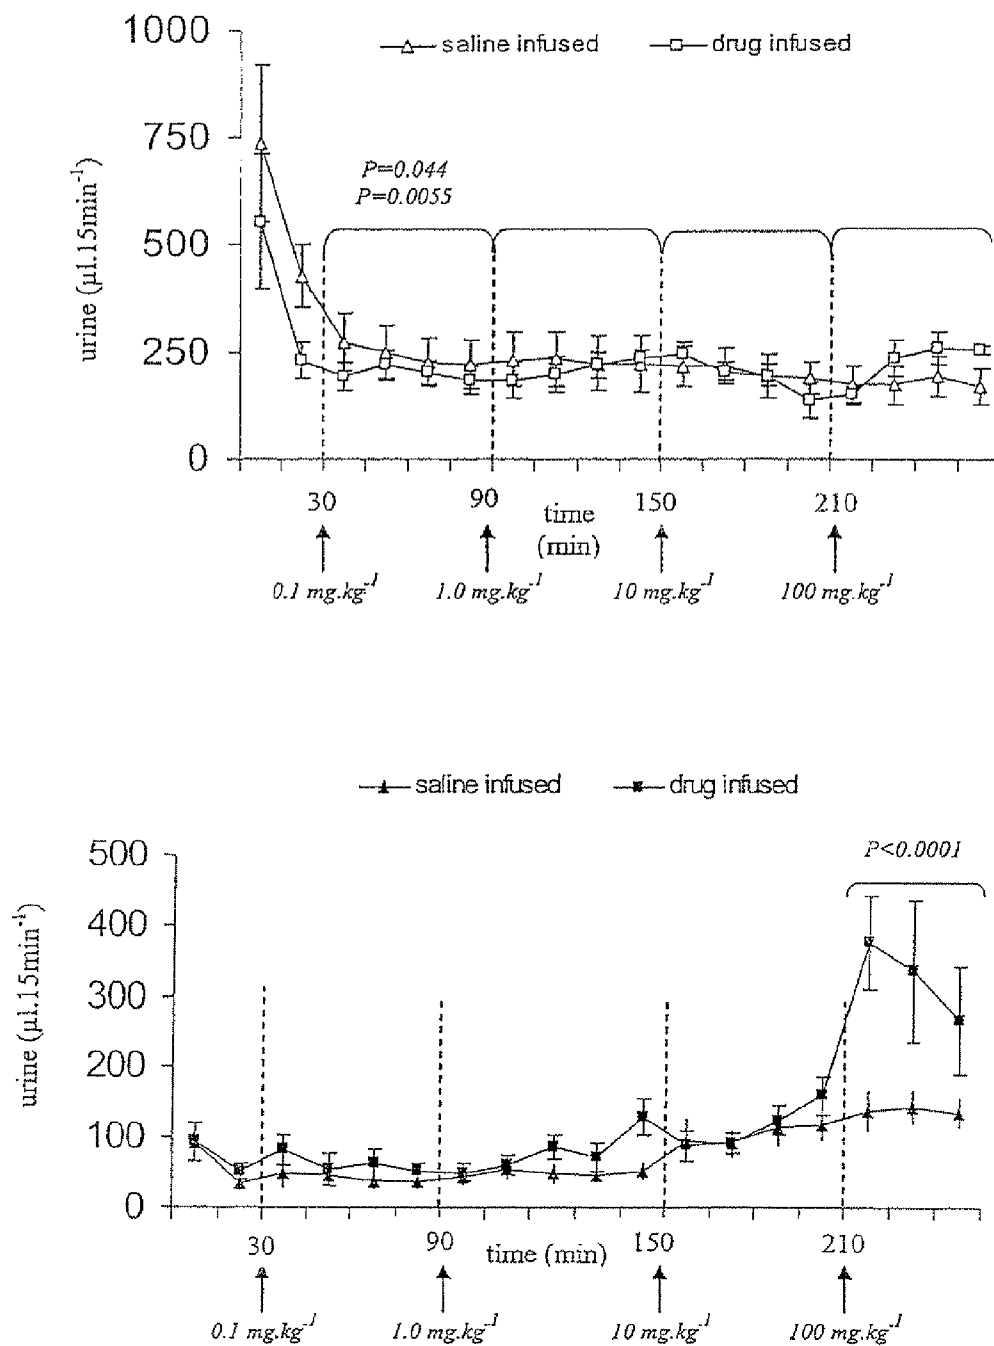 1000
saline infused drug infused
750
P=0.044
P=0.0055
500
250
0
urine (µl.15min⁻¹)
30 90 150 210
time
(min)
0.1 mg.kg⁻¹ 1.0 mg.kg⁻¹ 10 mg.kg⁻¹ 100 mg.kg⁻¹
saline infused drug infused
500
P<0.0001
400
300
200
100
0
urine (µl.15min⁻¹)
30 90 time (min) 150 210
0.1 mg.kg⁻¹ 1.0 mg.kg⁻¹ 10 mg.kg⁻¹ 100 mg.kg⁻¹